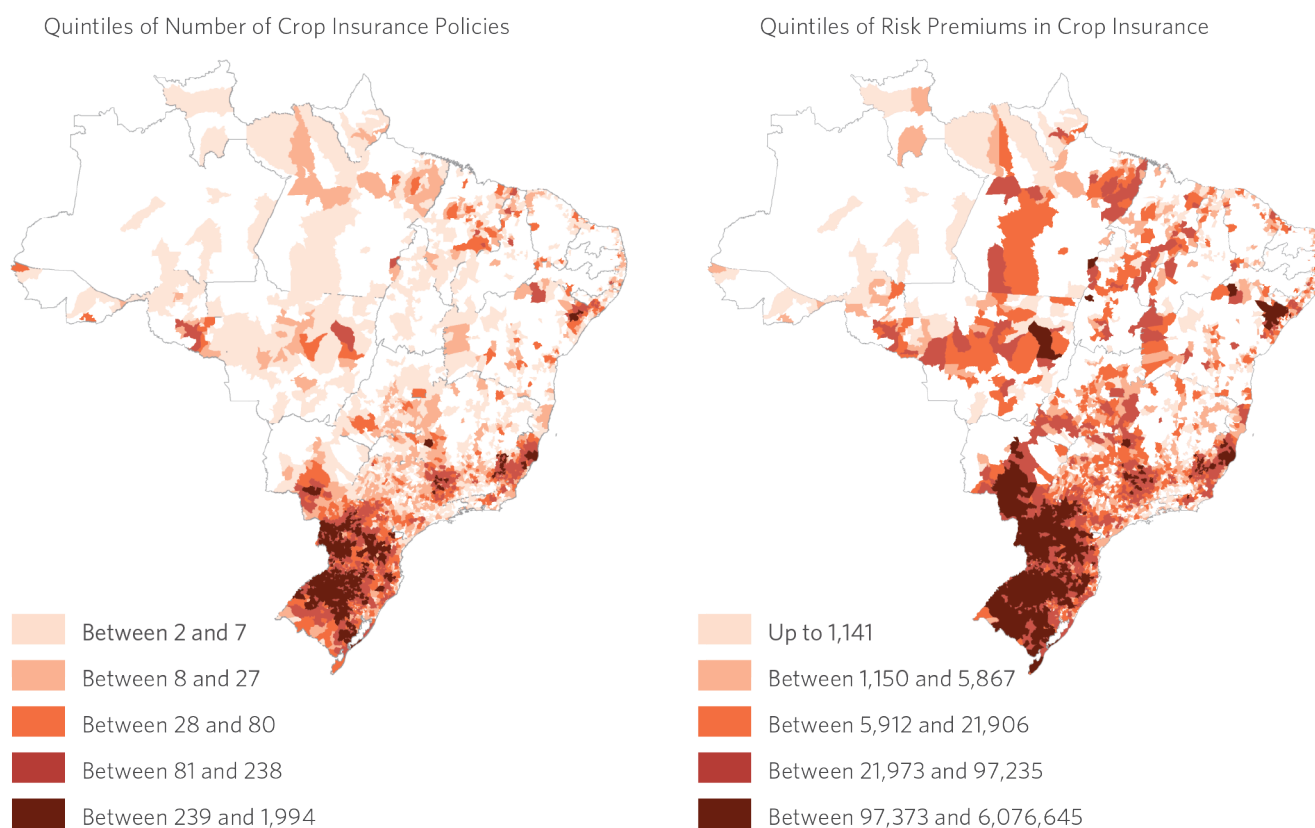 Quintiles of Number of Crop Insurance Policies
Between 2 and 7
Between 8 and 27
Between 28 and 80
Between 81 and 238
Between 239 and 1,994
Quintiles of Risk Premiums in Crop Insurance
Up to 1,141
Between 1,150 and 5,867
Between 5,912 and 21,906
Between 21,973 and 97,235
Between 97,373 and 6,076,645